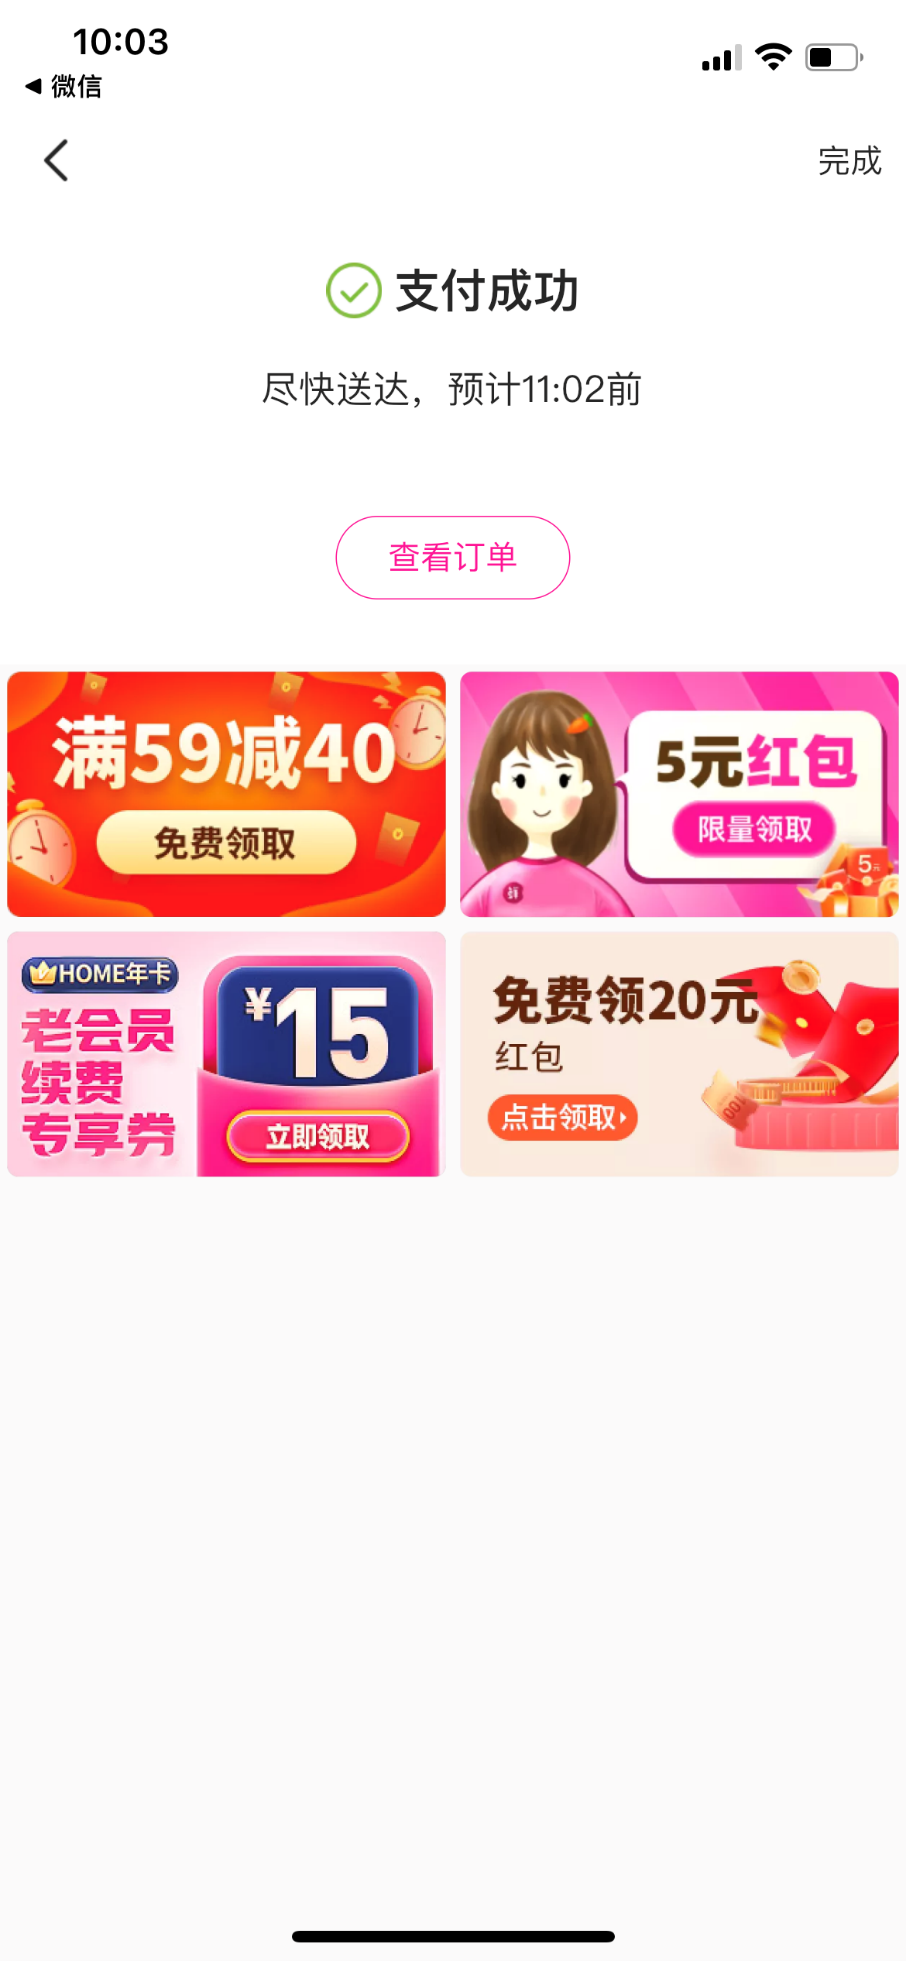 10:03
◀ 微信
完成
支付成功
尽快送达，预计11:02前
查看订单
满59减40
免费领取
5元红包
限量领取
5元
HOME年卡
老会员
续费
专享券
¥15
立即领取
免费领20元
红包
点击领取
100